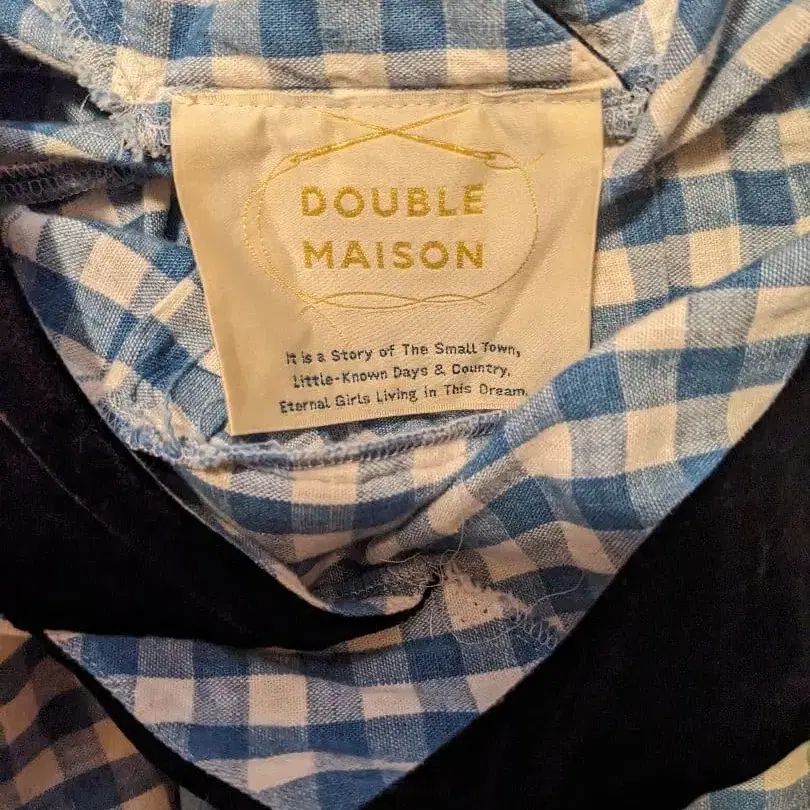 DOUBLE
MAISON
It is a Story of The Small Town,
Little-Known Days & Country,
Eternal Girls Living in This Dream.